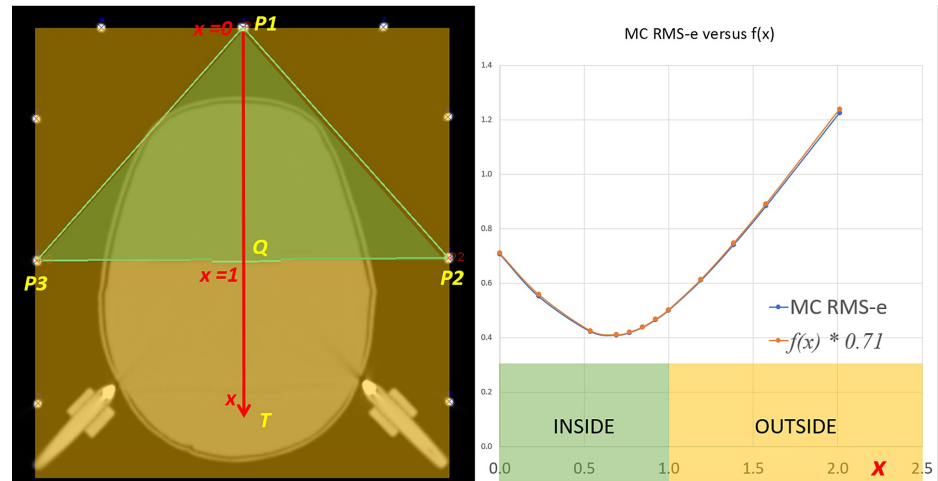 x =0
P1
Q
x =1
P3
P2
P2
x
T
MC RMS-e versus f(x)
1.4
1.2
1.0
0.8
0.6
0.4
0.2
0.0
MC RMS-e
f(x) * 0.71
INSIDE
OUTSIDE
0.0 0.5 1.0 1.5 2.0 X 2.5